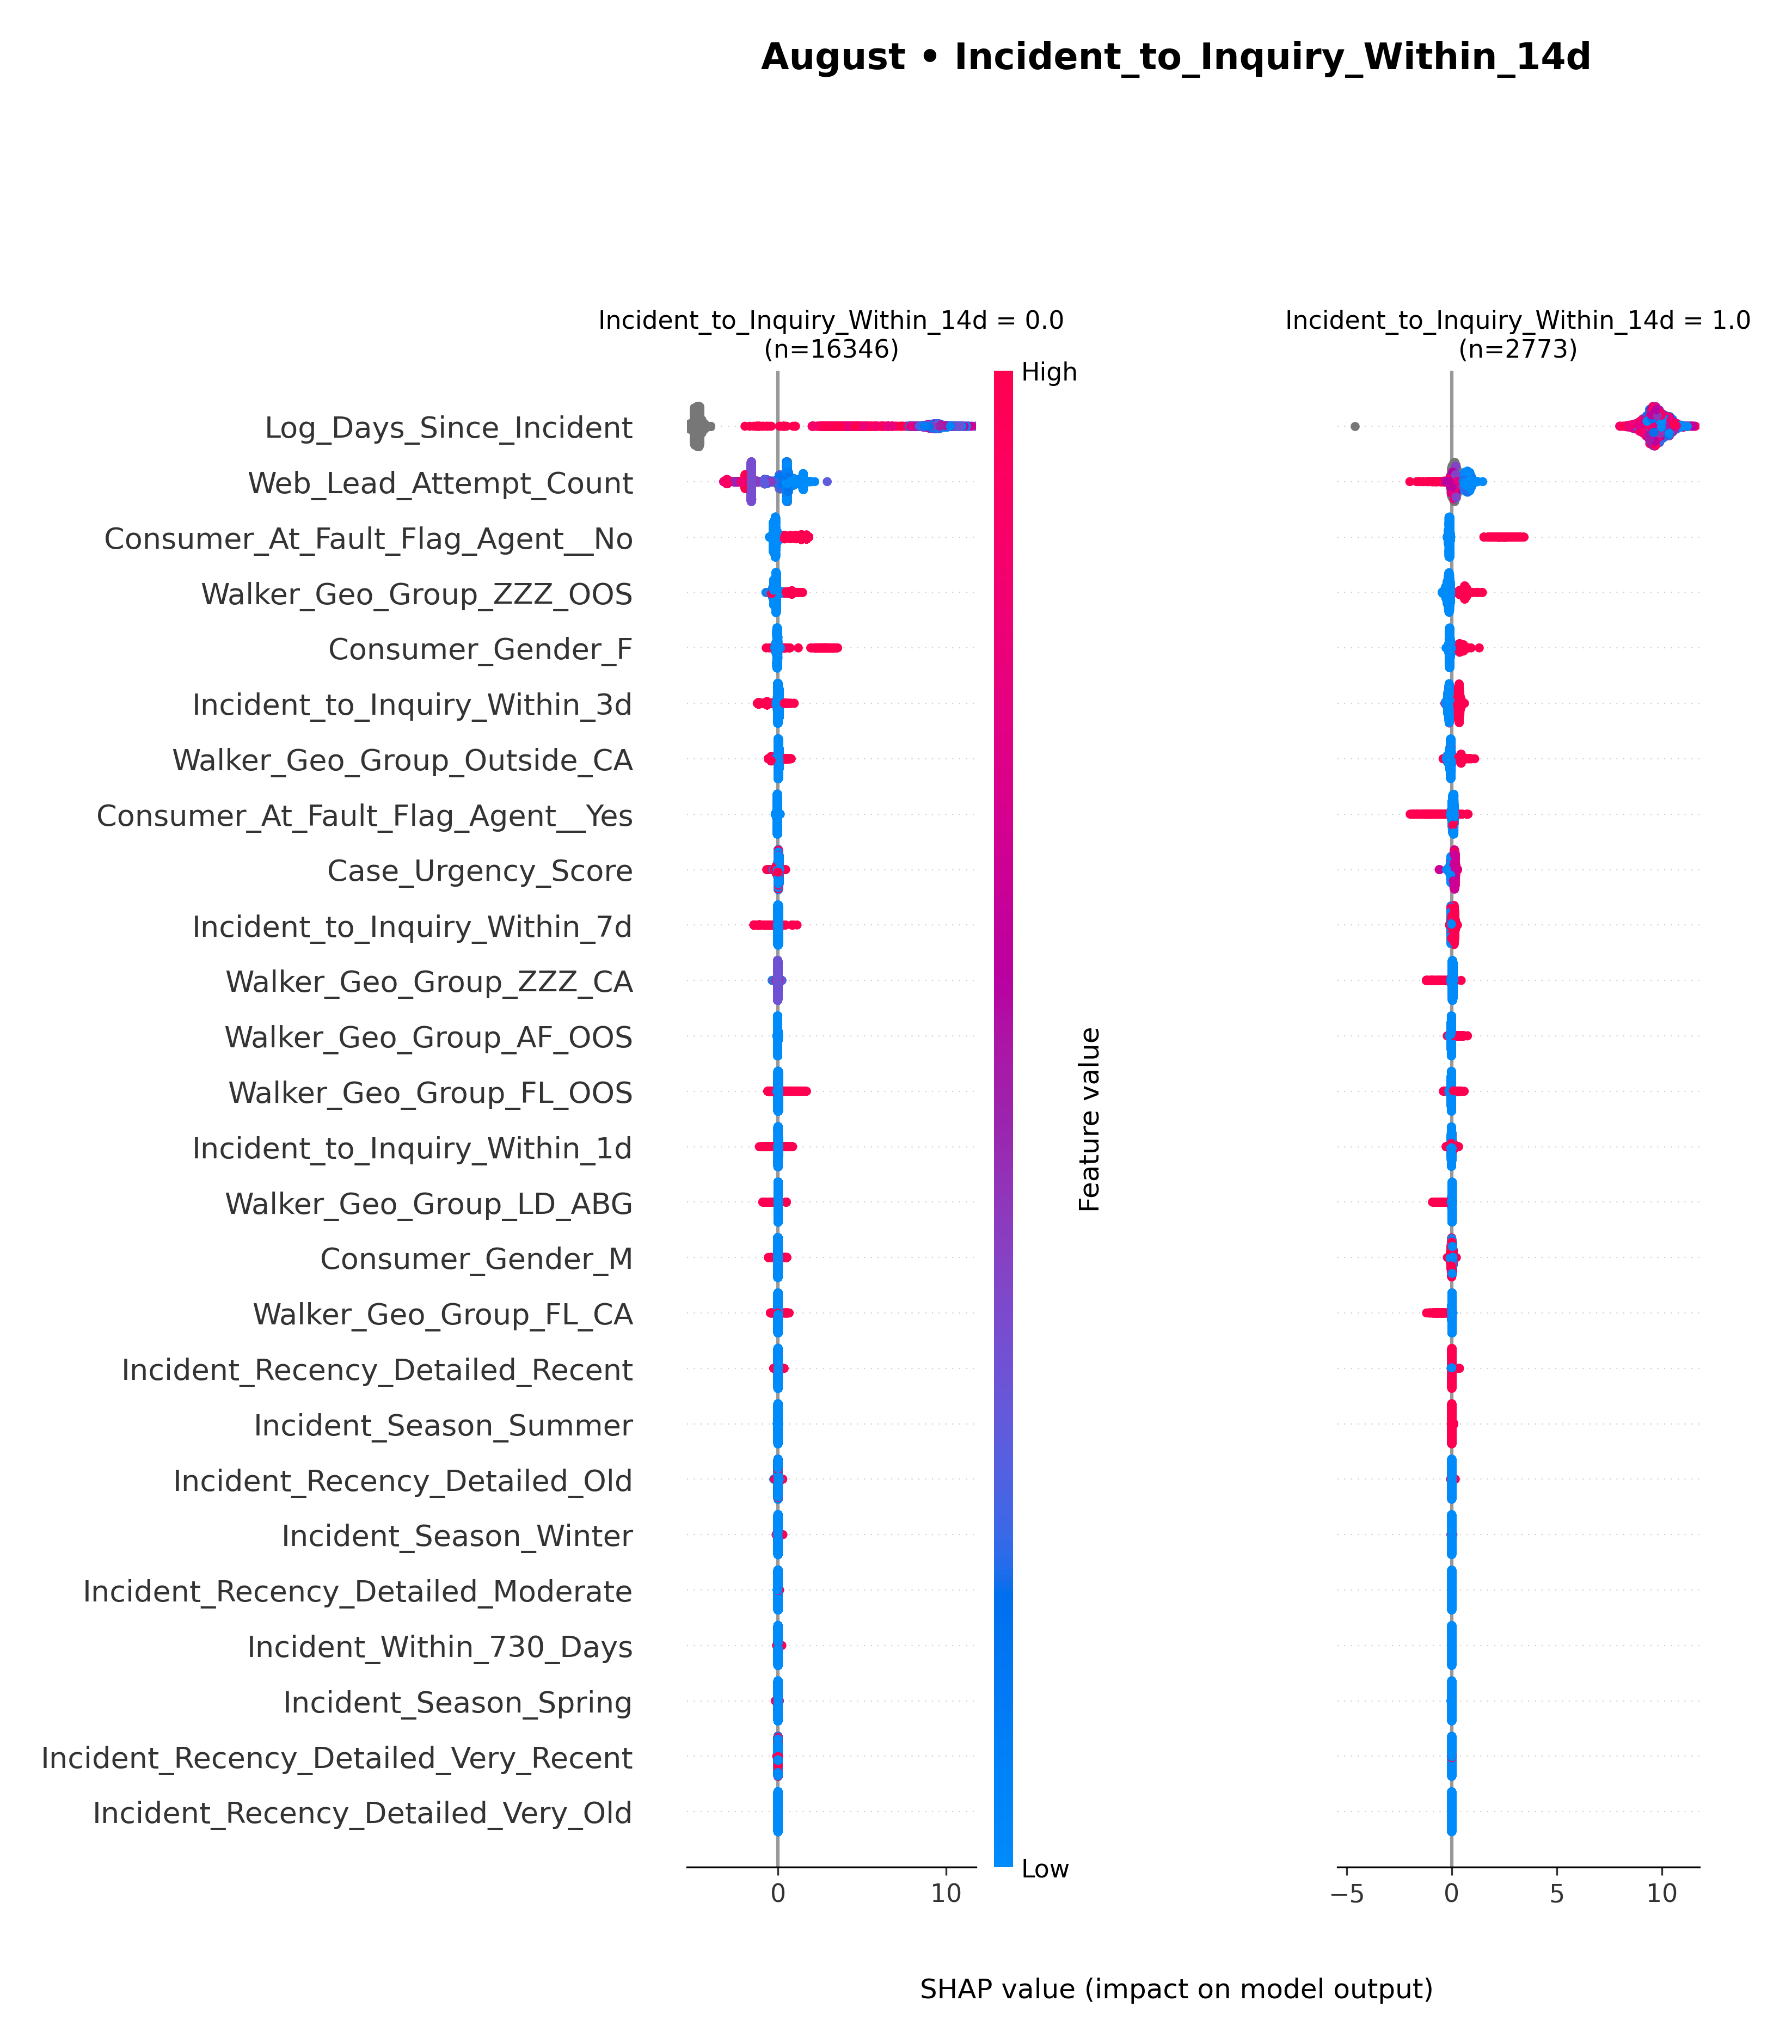 August • Incident_to_Inquiry_Within_14d
Incident_to_Inquiry_Within_14d = 0.0
(n=16346)
Incident_to_Inquiry_Within_14d = 1.0
(n=2773)
High
Log_Days_Since_Incident
Web_Lead_Attempt_Count
Consumer_At_Fault_Flag_Agent__No
Walker_Geo_Group_ZZZ_OOS
Consumer_Gender_F
Incident_to_Inquiry_Within_3d
Walker_Geo_Group_Outside_CA
Consumer_At_Fault_Flag_Agent__Yes
Case_Urgency_Score
Incident_to_Inquiry_Within_7d
Walker_Geo_Group_ZZZ_CA
Walker_Geo_Group_AF_OOS
Walker_Geo_Group_FL_OOS
Incident_to_Inquiry_Within_1d
Walker_Geo_Group_LD_ABG
Consumer_Gender_M
Walker_Geo_Group_FL_CA
Incident_Recency_Detailed_Recent
Incident_Season_Summer
Incident_Recency_Detailed_Old
Incident_Season_Winter
Incident_Recency_Detailed_Moderate
Incident_Within_730_Days
Incident_Season_Spring
Incident_Recency_Detailed_Very_Recent
Incident_Recency_Detailed_Very_Old
Feature value
Low
0 10
−5 0 5 10
SHAP value (impact on model output)